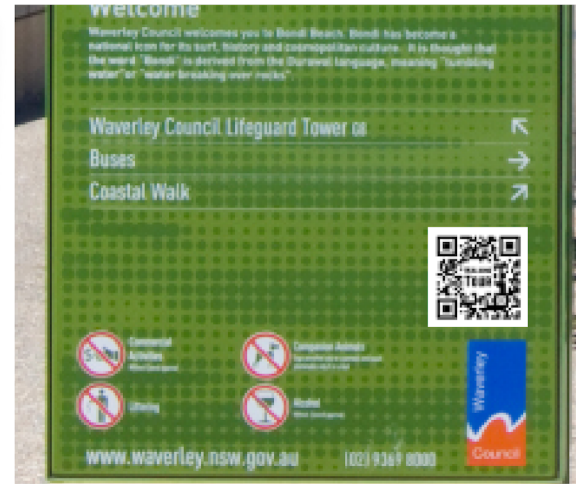 Welcome
Waverley Council welcomes you to Bondi Beach. Bondi has become a
national icon for its surf, history and cosmopolitan culture. It is thought that
the word "Bondi" is derived from the Durawal language, meaning "tumbling
water" or "water breaking over rocks".
Waverley Council Lifeguard Tower
Buses
Coastal Walk
TOUR
Commercial
Activities
Companion Animals
Littering
Alcohol
Waverley
Council
www.waverley.nsw.gov.au (02) 9369 8000